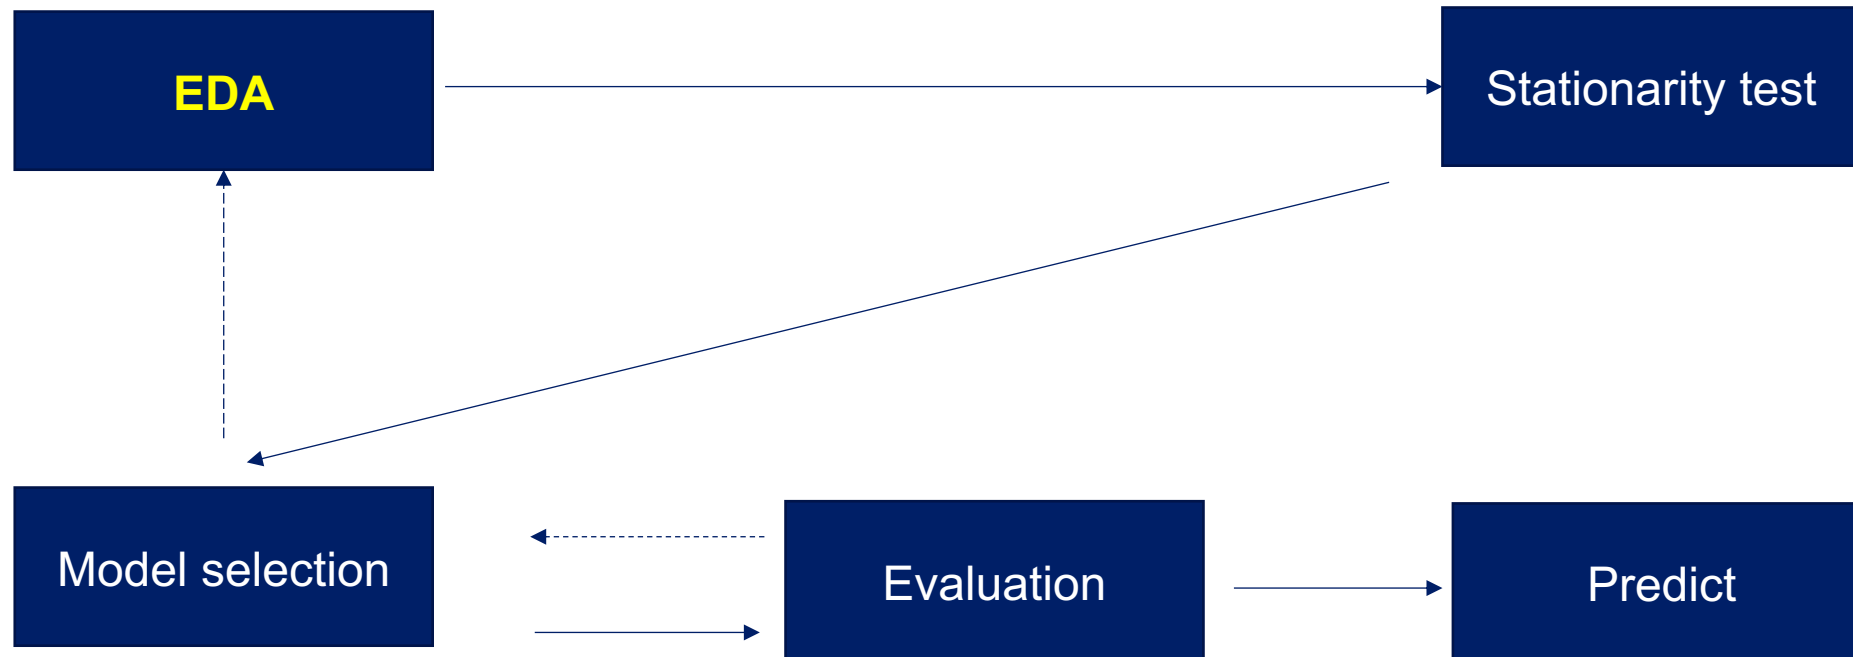 EDA
Stationarity test
Model selection
Evaluation
Predict